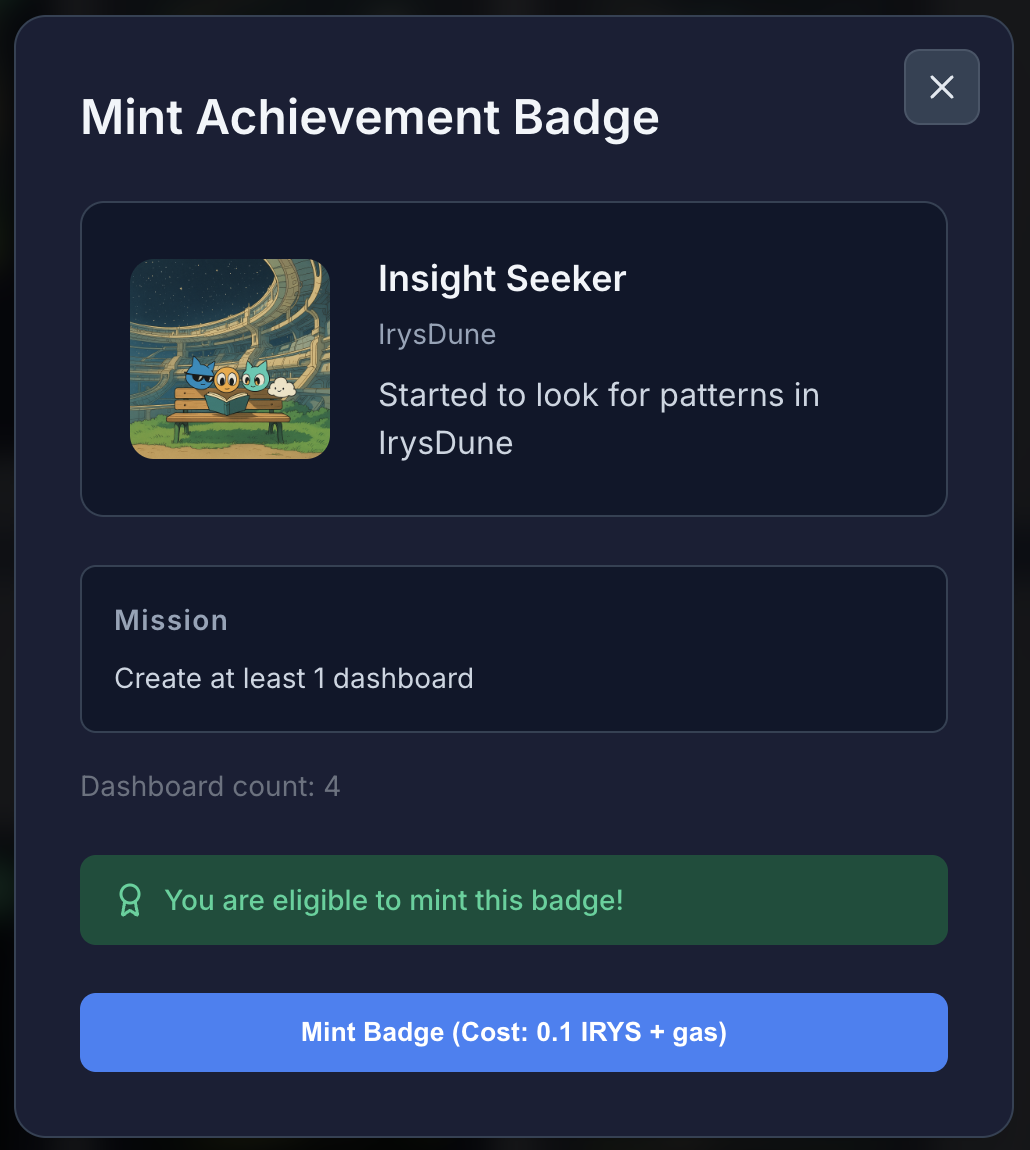 Mint Achievement Badge
Insight Seeker
IrysDune
Started to look for patterns in
IrysDune
Mission
Create at least 1 dashboard
Dashboard count: 4
You are eligible to mint this badge!
Mint Badge (Cost: 0.1 IRYS + gas)